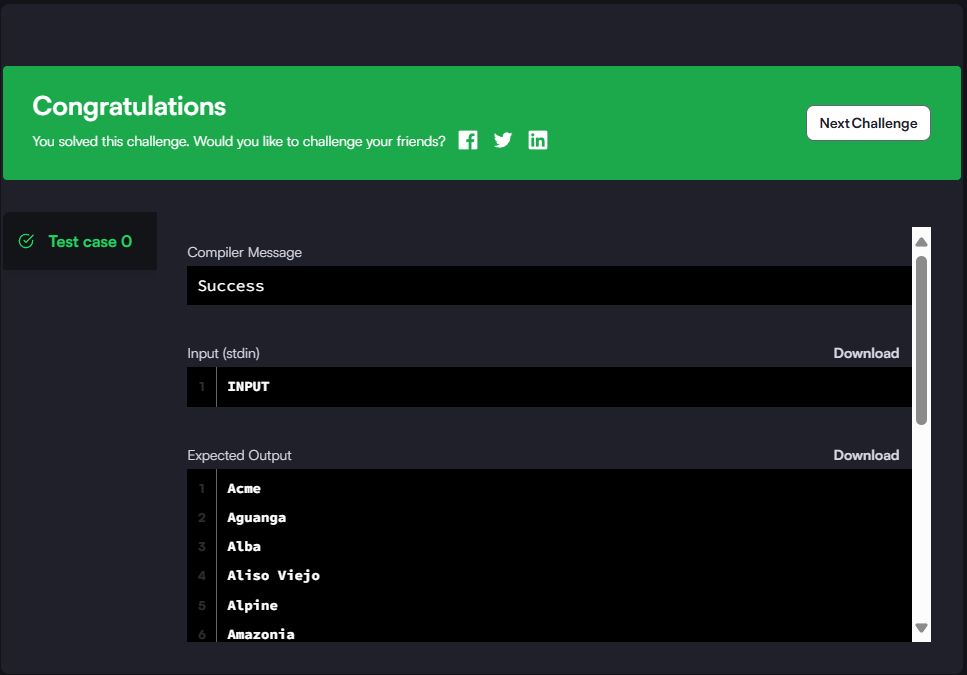 Congratulations
You solved this challenge. Would you like to challenge your friends?
Next Challenge
Test case 0
Compiler Message
Success
Input (stdin)
Download
1 INPUT
Expected Output
Download
1 Acme
2 Aguanga
3 Alba
4 Aliso Viejo
5 Alpine
6 Amazonia